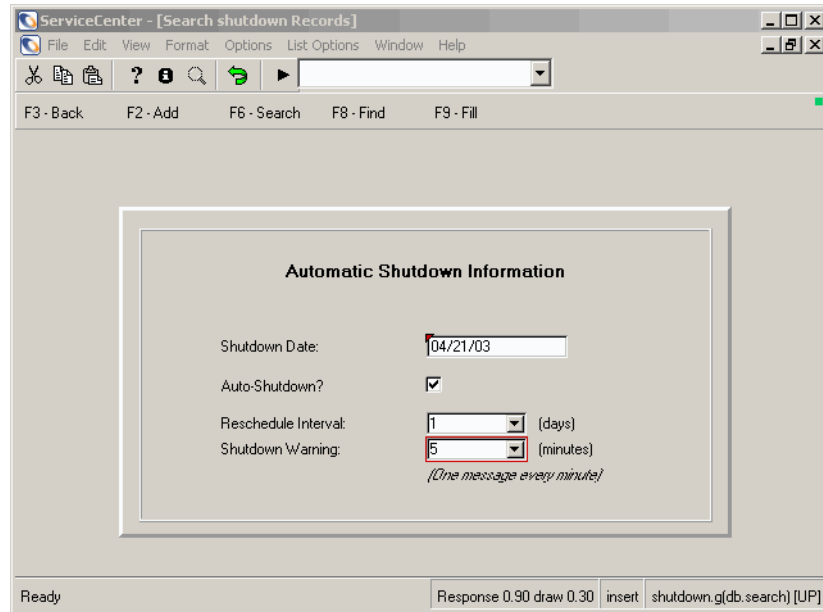 ServiceCenter - [Search shutdown Records]
File Edit View Format Options List Options Window Help
F3 - Back F2 - Add F6 - Search F8 - Find F9 - Fill
Automatic Shutdown Information
Shutdown Date: 04/21/03
Auto-Shutdown?
Reschedule Interval: 1 (days)
Shutdown Warning: 5 (minutes)
(One message every minute)
Ready Response 0.90 draw 0.30 insert shutdown.g(db.search) [UP]